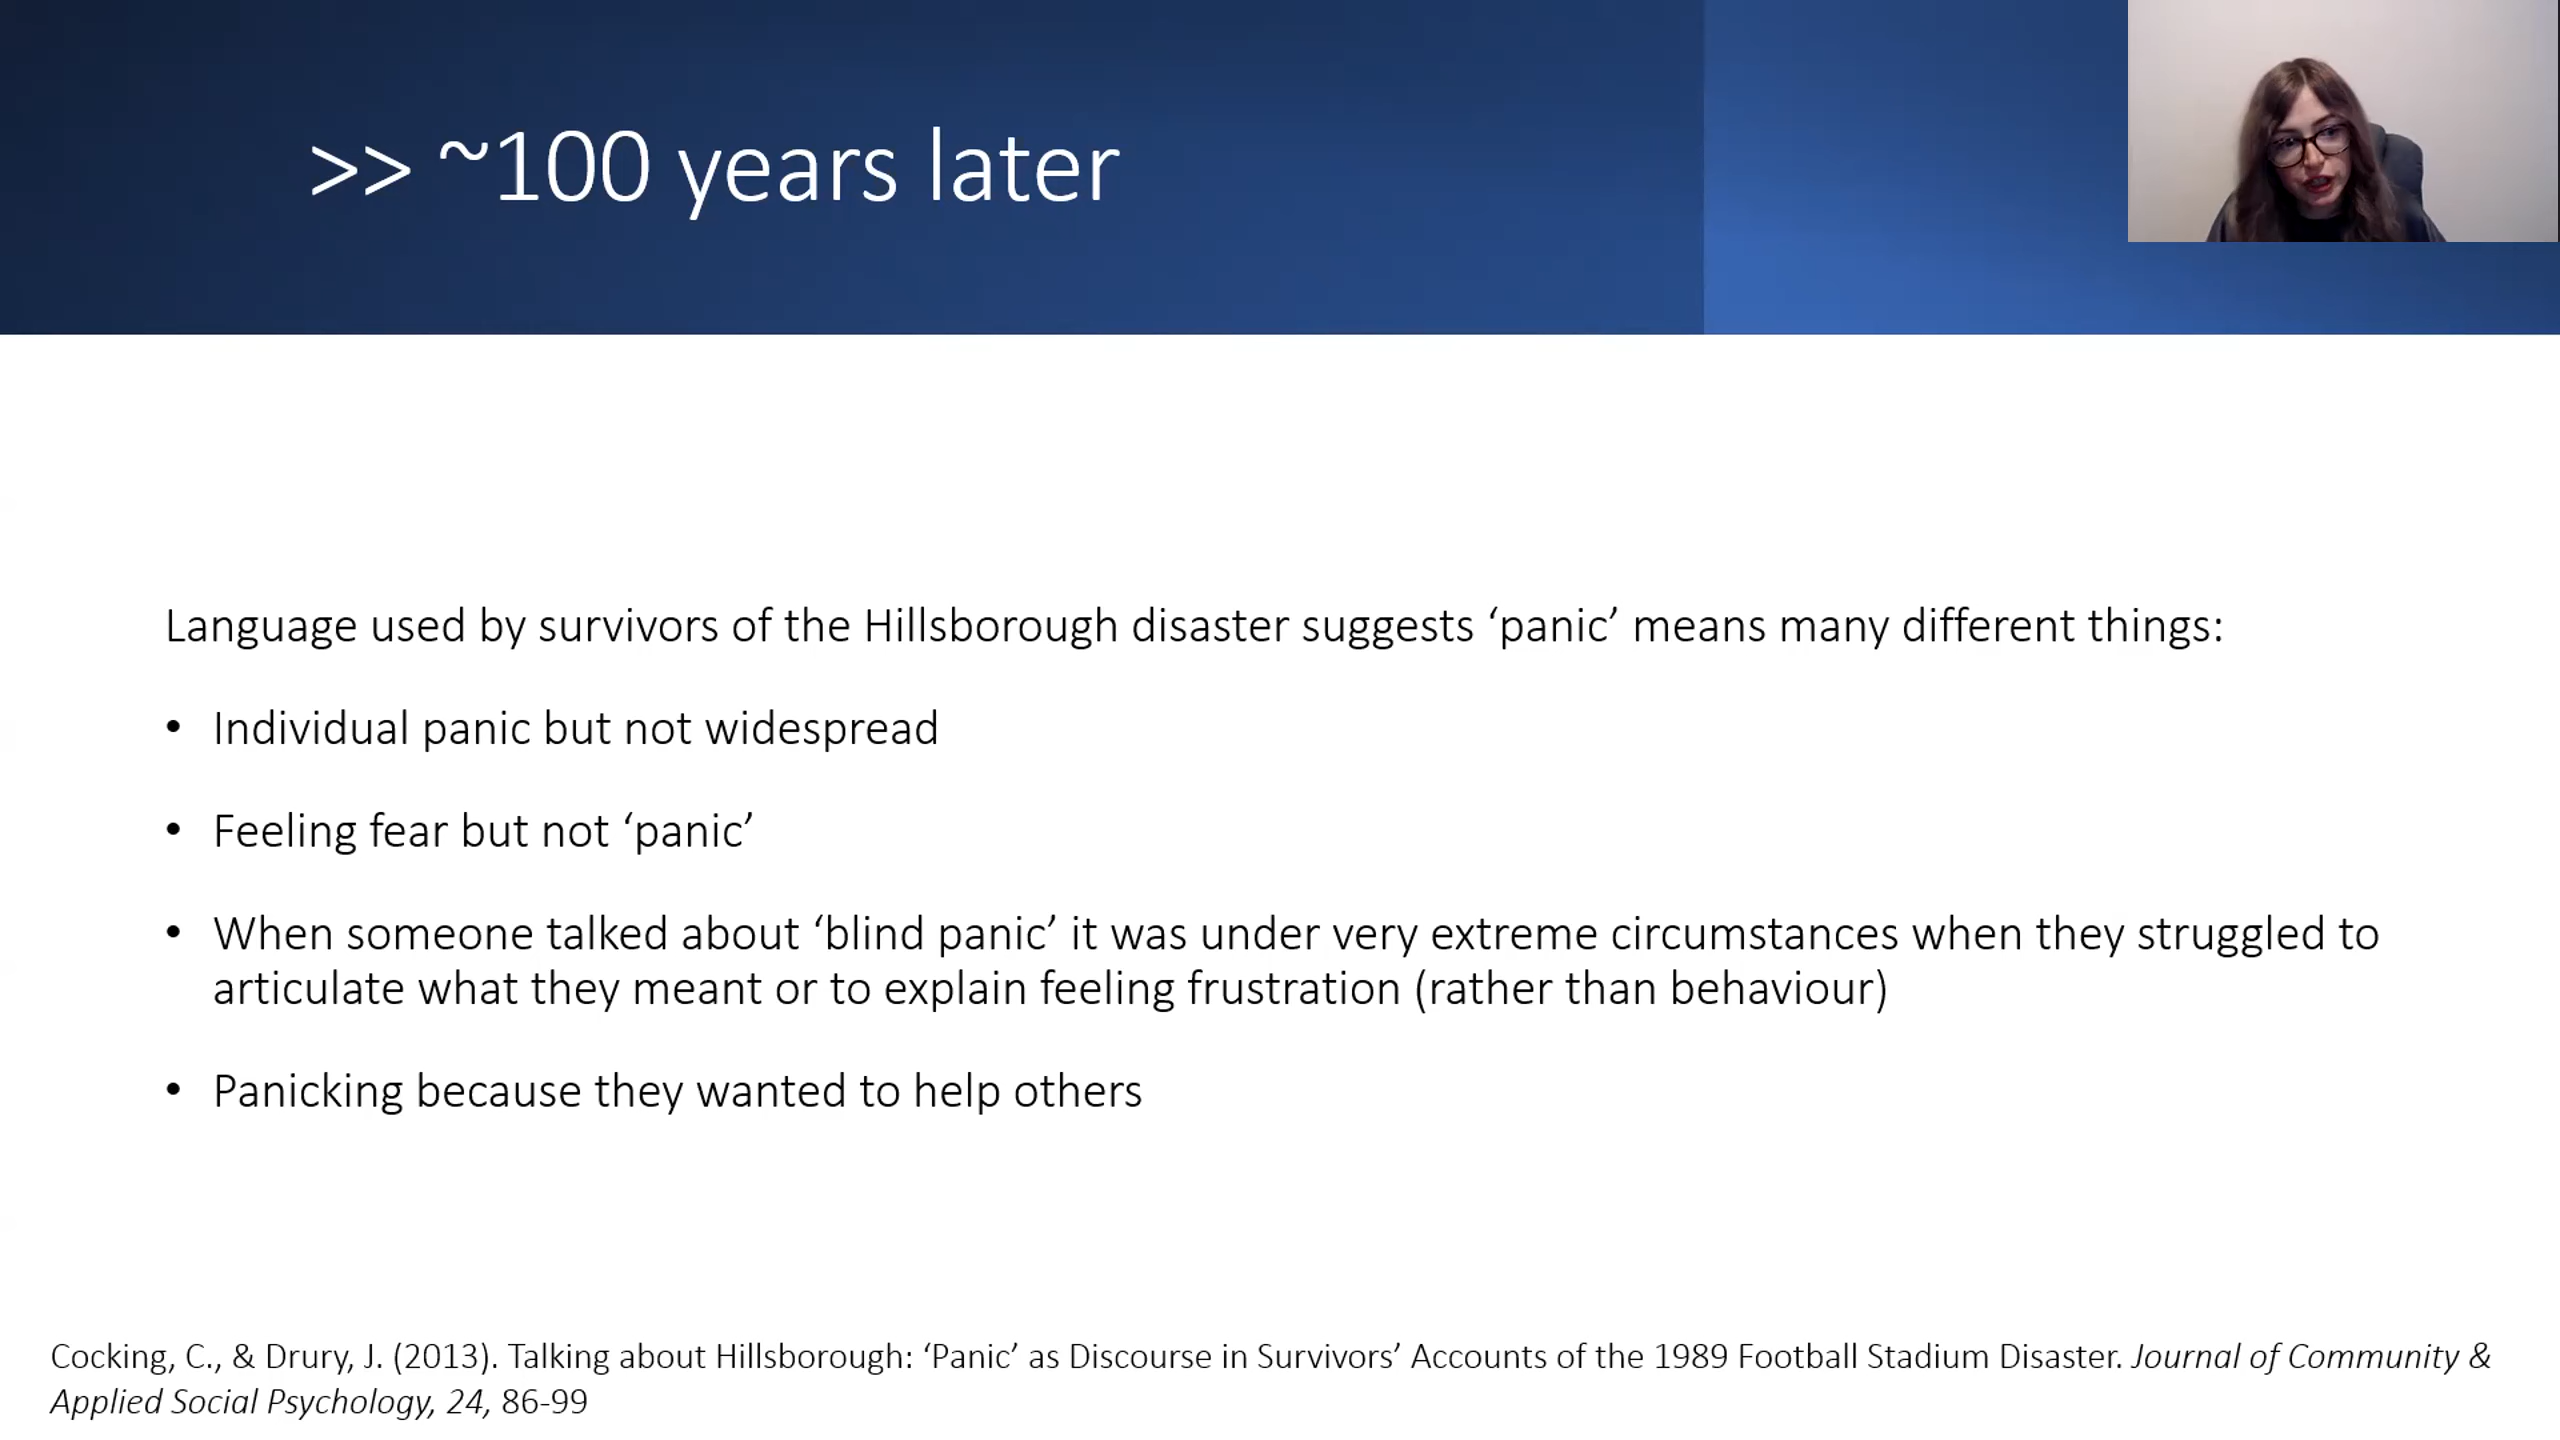 >> ~100 years later
Language used by survivors of the Hillsborough disaster suggests ‘panic’ means many different things:
• Individual panic but not widespread
• Feeling fear but not ‘panic’
• When someone talked about ‘blind panic’ it was under very extreme circumstances when they struggled to
articulate what they meant or to explain feeling frustration (rather than behaviour)
• Panicking because they wanted to help others
Cocking, C., & Drury, J. (2013). Talking about Hillsborough: ‘Panic’ as Discourse in Survivors’ Accounts of the 1989 Football Stadium Disaster. Journal of Community &
Applied Social Psychology, 24, 86-99